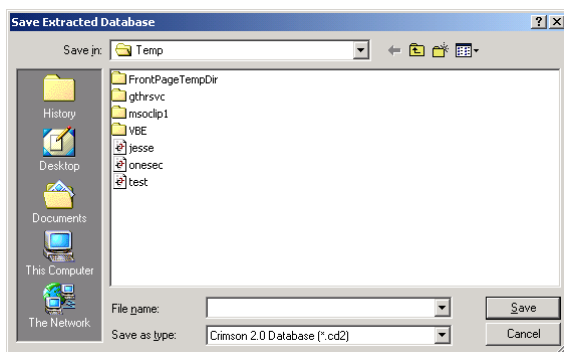 Save Extracted Database
Save in: Temp
FrontPageTempDir
gthrsvc
msoclip1
VBE
jesse
onesec
test
History
Desktop
Documents
This Computer
The Network
File name: Save
Save as type: Crimson 2.0 Database (*.cd2) Cancel